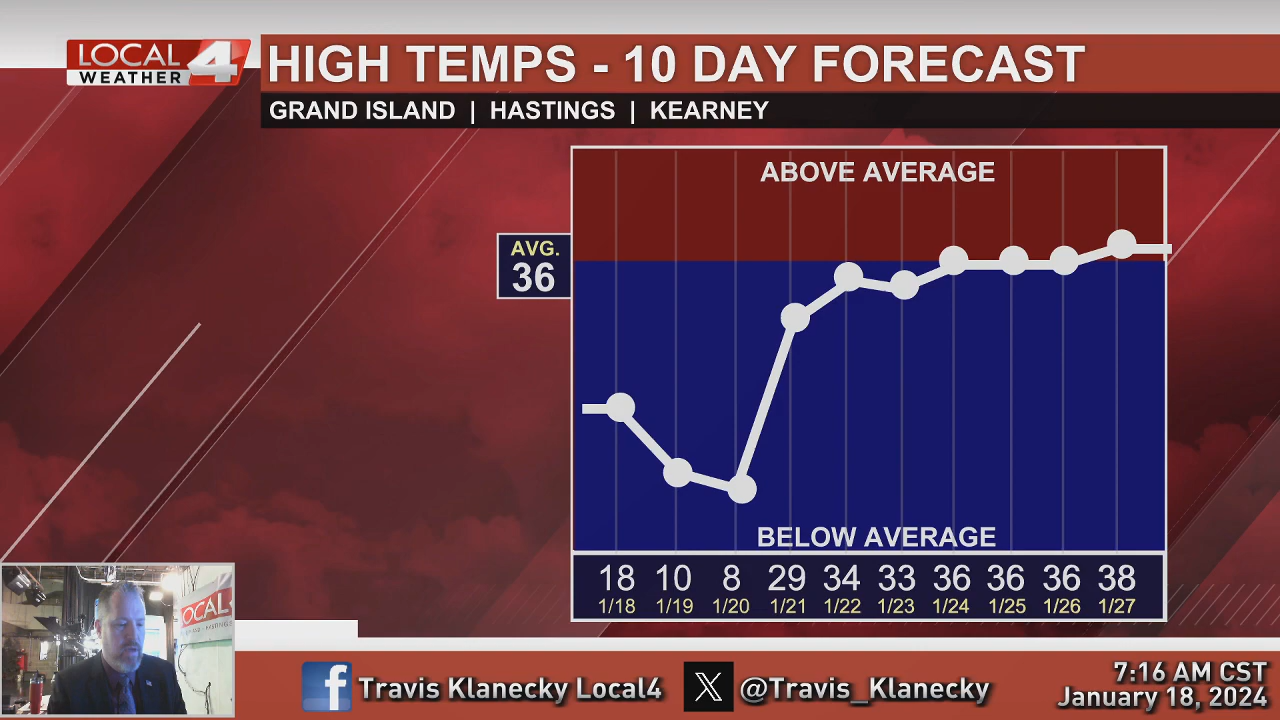 LOCAL 4
WEATHER
HIGH TEMPS - 10 DAY FORECAST
GRAND ISLAND | HASTINGS | KEARNEY
ABOVE AVERAGE
AVG.
36
BELOW AVERAGE
18 10 8 29 34 33 36 36 36 38
1/18 1/19 1/20 1/21 1/22 1/23 1/24 1/25 1/26 1/27
LOCAL
f Travis Klanecky Local4
X @Travis_Klanecky
7:16 AM CST
January 18, 2024